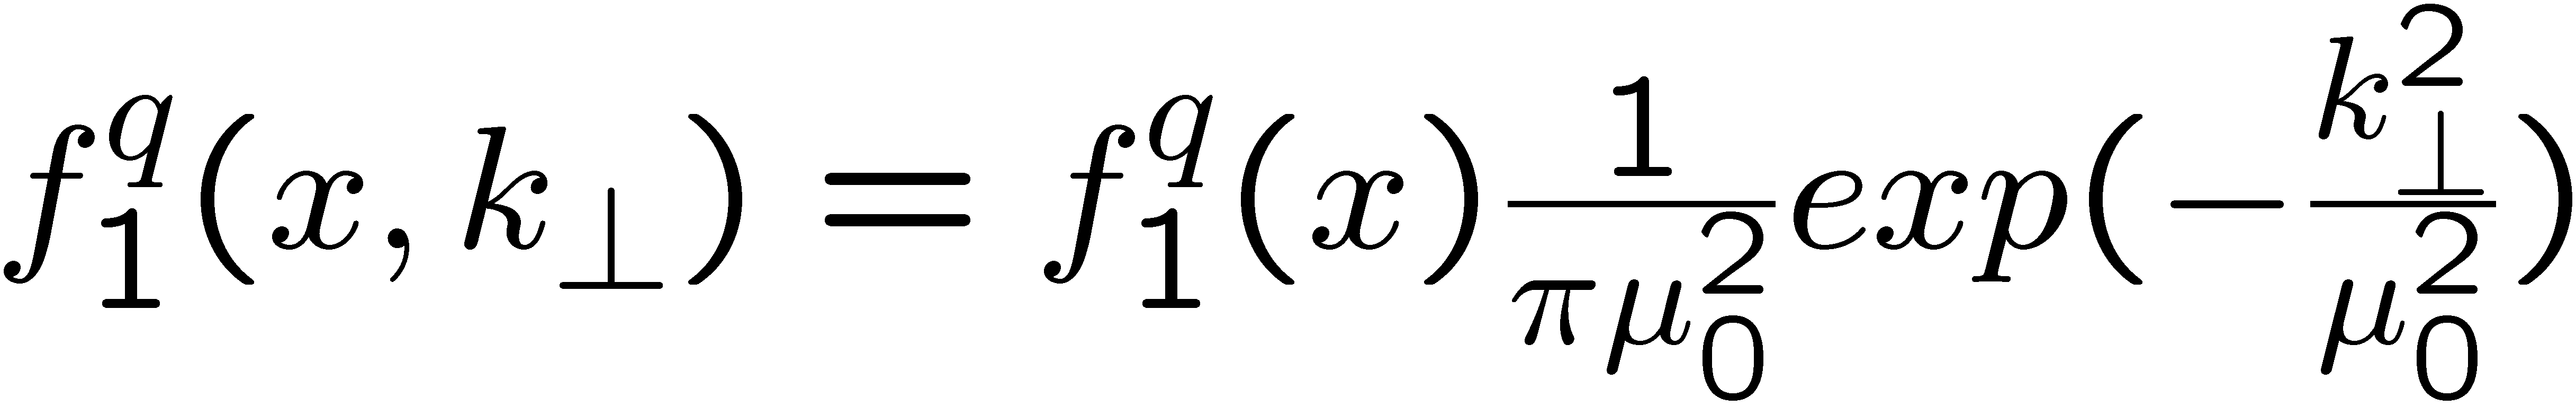 f_1^q(x, k_⊥) = f_1^q(x) \frac{1}{πμ_0^2} exp(-\frac{k_⊥^2}{μ_0^2})